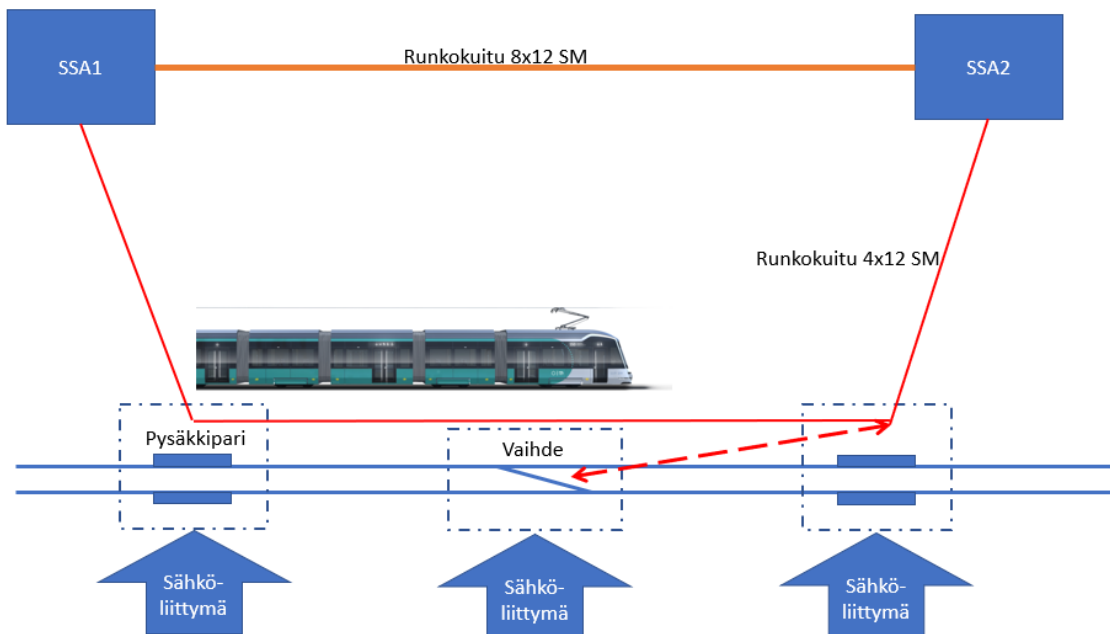 SSA1
Runkokuitu 8x12 SM
SSA2
Runkokuitu 4x12 SM
Pysäkkipari
Vaihde
Sähkö-
liittymä
Sähkö-
liittymä
Sähkö-
liittymä